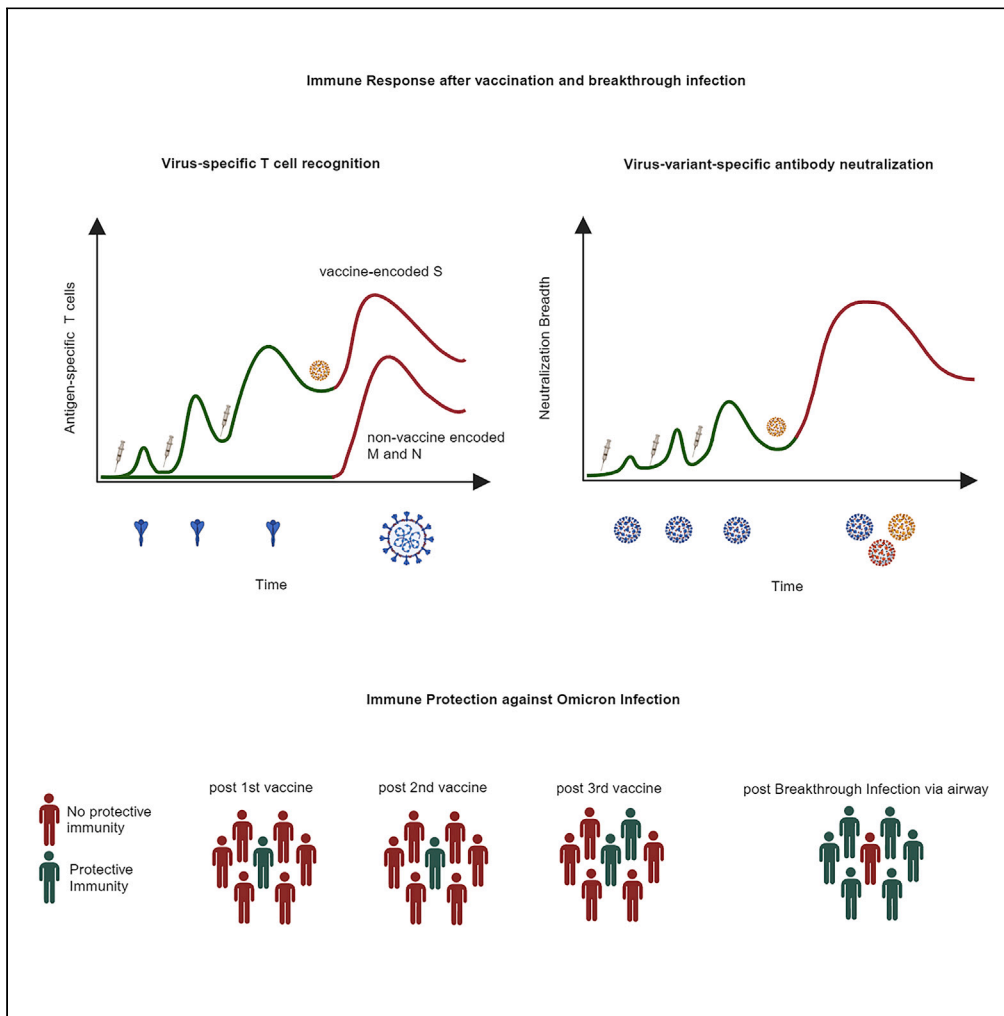 Immune Response after vaccination and breakthrough infection
Virus-specific T cell recognition
Antigen-specific T cells
vaccine-encoded S
non-vaccine encoded
M and N
Time
Virus-variant-specific antibody neutralization
Neutralization Breadth
Time
Immune Protection against Omicron Infection
No protective
immunity
Protective
Immunity
post 1st vaccine
post 2nd vaccine
post 3rd vaccine
post Breakthrough Infection via airway